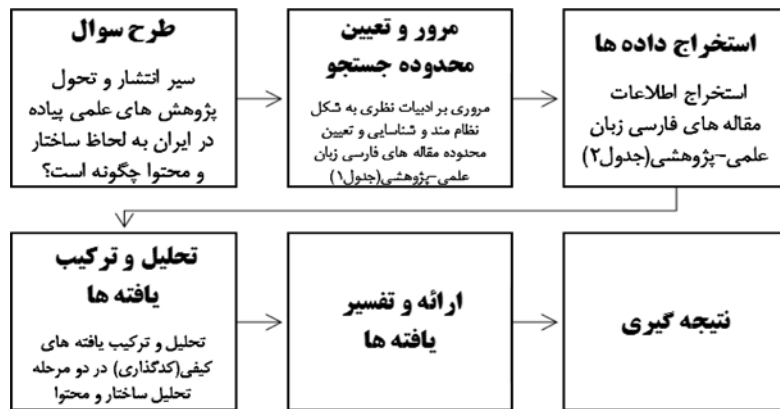 طرح سوال
سیر انتشار و تحول
پژوهش های علمی پیاده
در ایران به لحاظ ساختار
و محتوا چگونه است؟
مرور و تعیین
محدوده جستجو
مروری بر ادبیات نظری به شکل
نظام مند و شناسایی و تعیین
محدوده مقاله های فارسی زبان
علمی-پژوهشی(جدول۱)
استخراج داده ها
استخراج اطلاعات
مقاله های فارسی زبان
علمی-پژوهشی(جدول۲)
تحلیل و ترکیب
یافته ها
تحلیل و ترکیب یافته های
کیفی(کدگذاری) در دو مرحله
تحلیل ساختار و محتوا
ارائه و تفسیر
یافته ها
نتیجه گیری